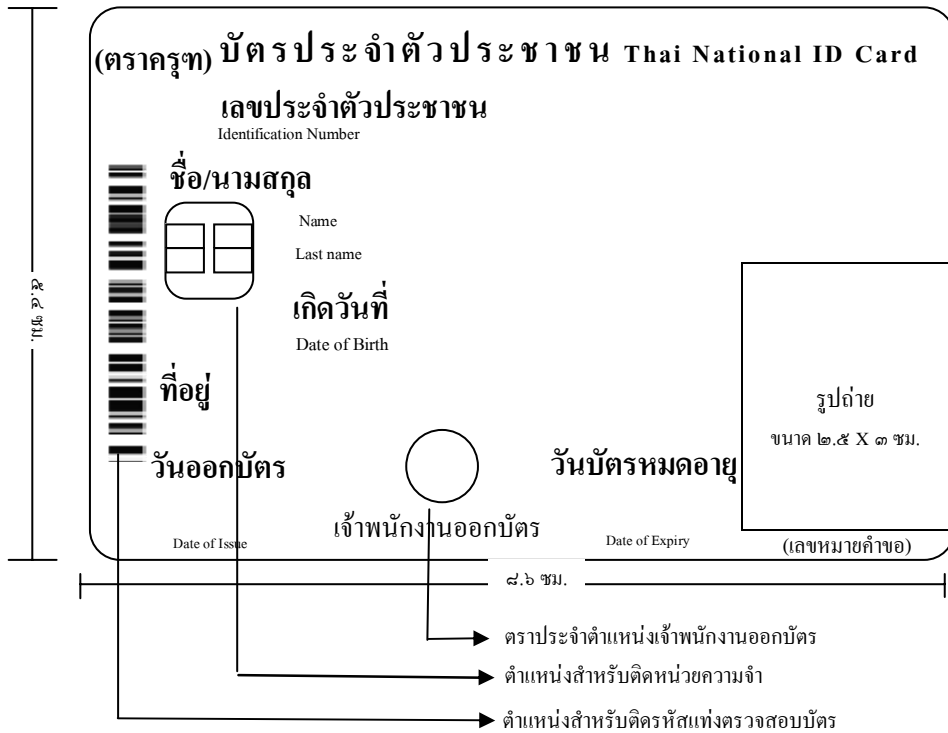 (ตราครุฑ) บัตรประจำตัวประชาชน Thai National ID Card
เลขประจำตัวประชาชน
Identification Number
ชื่อ/นามสกุล
Name
Last name
เกิดวันที่
Date of Birth
ที่อยู่
๕.๔ ซม.
รูปถ่าย
ขนาด ๒.๕ X ๓ ซม.
วันออกบัตร
วันบัตรหมดอายุ
เจ้าพนักงานออกบัตร
Date of Issue
Date of Expiry
(เลขหมายคำขอ)
๘.๖ ซม.
ตราประจำตำแหน่งเจ้าพนักงานออกบัตร
ตำแหน่งสำหรับติดหน่วยความจำ
ตำแหน่งสำหรับติดรหัสแท่งตรวจสอบบัตร